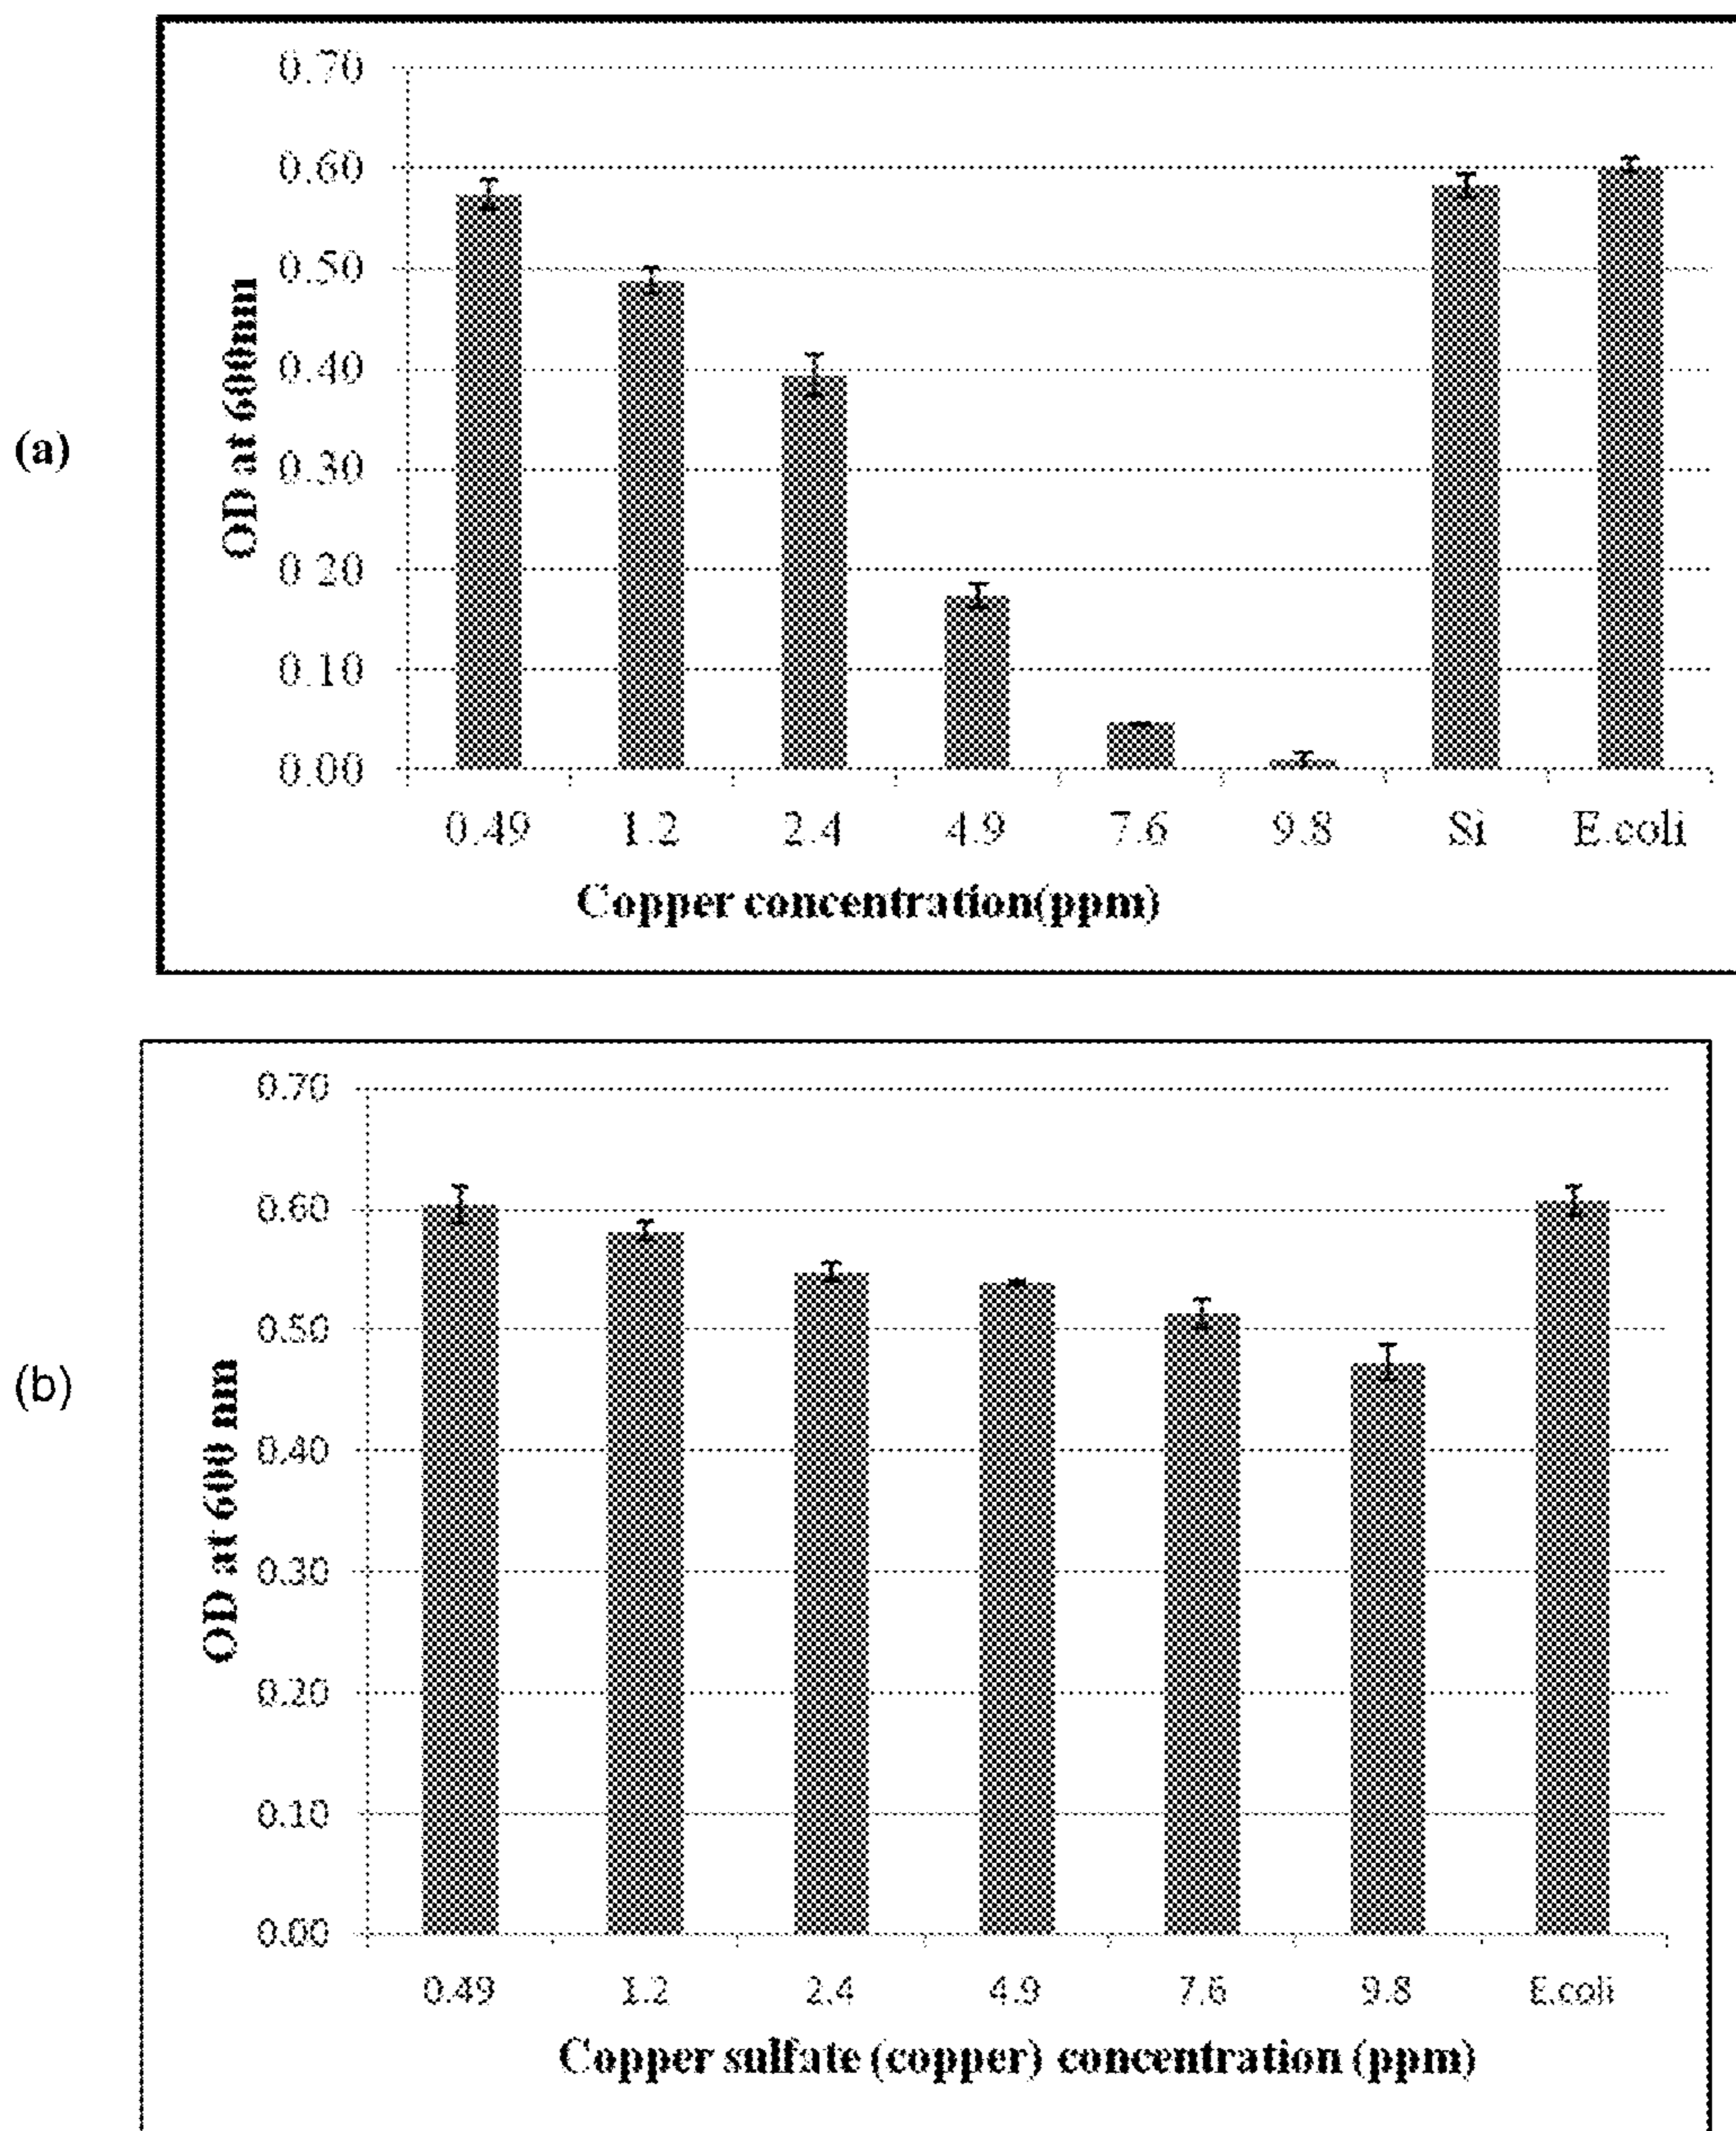 (a)
OD at 600nm
0.70
0.60
0.50
0.40
0.30
0 20
0.10
0.00
0.49 1.2 2.4 4.9 7.6 9.8 Si E.coli
Copper concentration(ppm)
(b)
OD at 600 nm
0.70
0.60
0.50
0.40
0.30
0.20
0.10
0.00
0.49 1.2 2.4 4.9 7.6 9.8 E.coli
Copper sulfate (copper) concentration (ppm)